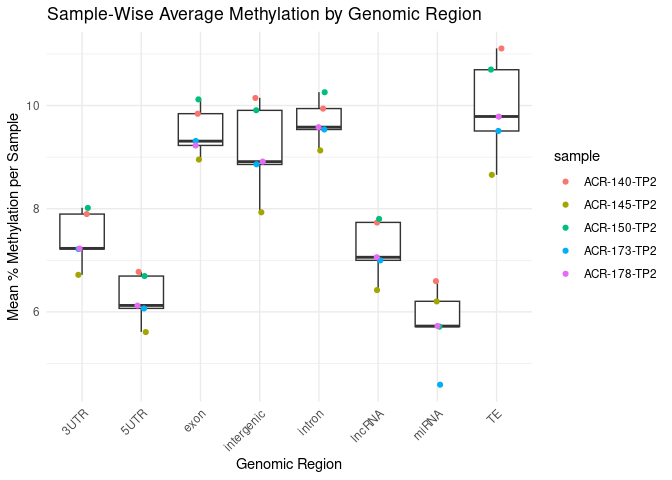 Sample-Wise Average Methylation by Genomic Region
Mean % Methylation per Sample
10
8
6
3UTR
5UTR
exon
intergenic
intron
lncRNA
miRNA
TE
Genomic Region
sample
ACR-140-TP2
ACR-145-TP2
ACR-150-TP2
ACR-173-TP2
ACR-178-TP2